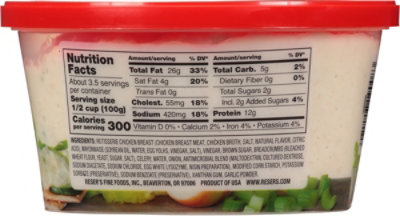 Nutrition Facts
About 3.5 servings per container
Serving size 1/2 cup (100g)
Calories per serving 300
Amount/serving % DV*
Total Fat 26g 33%
Sat Fat 4g 20%
Trans Fat 0g
Cholest. 55mg 18%
Sodium 420mg 18%
Amount/serving % DV*
Total Carb. 5g 2%
Dietary Fiber 0g 0%
Total Sugars 2g
Incl. 2g Added Sugars 4%
Protein 12g
Vitamin D 0% • Calcium 2% • Iron 4% • Potassium 4%
INGREDIENTS: ROTISSERIE CHICKEN BREAST (CHICKEN BREAST MEAT, CHICKEN BROTH, SALT, NATURAL FLAVOR, CITRIC
ACID), MAYONNAISE (SOYBEAN OIL, WATER, EGG YOLKS, VINEGAR, SALT), VINEGAR, BROWN SUGAR, BREADCRUMBS (BLEACHED
WHEAT FLOUR, YEAST, SUGAR, SALT), CELERY, WATER, ONION, ANTIMICROBIAL BLEND (MALTODEXTRIN, CULTURED DEXTROSE,
SODIUM DIACETATE, SODIUM CHLORIDE, EGG WHITE LYSOZYME, NISIN PREPARATION), MODIFIED CORN STARCH, POTASSIUM
SORBATE (PRESERVATIVE), SODIUM BENZOATE (PRESERVATIVE), XANTHAN GUM, GARLIC POWDER.
RESER'S FINE FOODS, INC., BEAVERTON, OR 97006 PRODUCT OF USA WWW.RESERS.COM